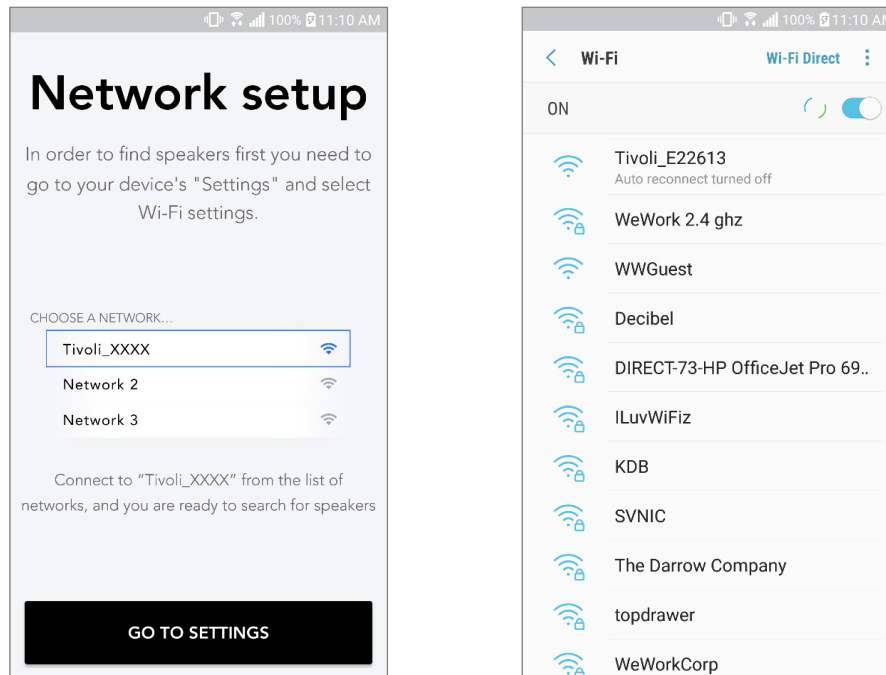 100% 11:10 AM
Network setup
In order to find speakers first you need to
go to your device's "Settings" and select
Wi-Fi settings.
CHOOSE A NETWORK...
Tivoli_XXXX
Network 2
Network 3
Connect to “Tivoli_XXXX” from the list of
networks, and you are ready to search for speakers
GO TO SETTINGS
100% 11:10 AM
Wi-Fi Wi-Fi Direct
ON
Tivoli_E22613
Auto reconnect turned off
WeWork 2.4 ghz
WWGuest
Decibel
DIRECT-73-HP OfficeJet Pro 69..
ILuvWiFiz
KDB
SVNIC
The Darrow Company
topdrawer
WeWorkCorp